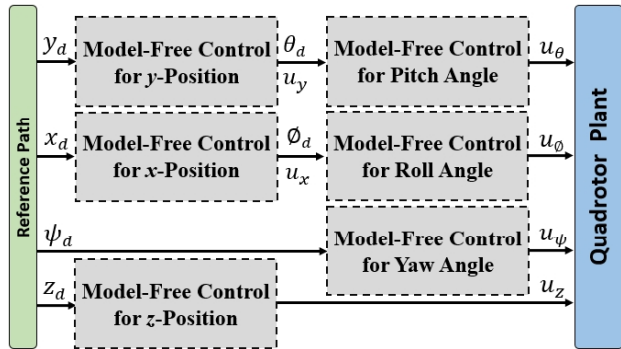 Reference Path
y_d
Model-Free Control
for y-Position
θ_d
u_y
Model-Free Control
for Pitch Angle
u_θ
x_d
Model-Free Control
for x-Position
∅_d
u_x
Model-Free Control
for Roll Angle
u_∅
ψ_d
Model-Free Control
for Yaw Angle
u_ψ
z_d
Model-Free Control
for z-Position
u_z
Quadrotor Plant